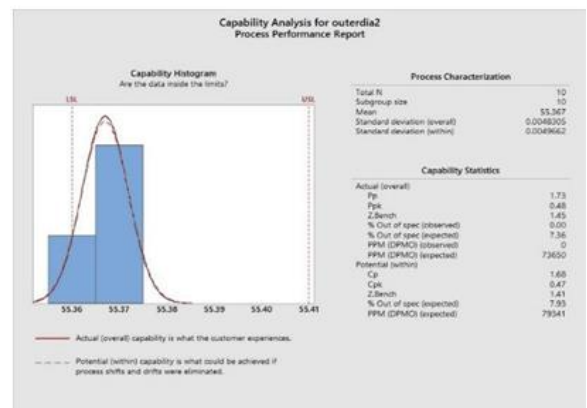 Capability Analysis for outerdia2
Process Performance Report
Capability Histogram
Are the data inside the limits?
LSL
USL
55.36 55.37 55.38 55.39 55.40 55.41
Actual (overall) capability is what the customer experiences.
Potential (within) capability is what could be achieved if
process shifts and drifts were eliminated.
Process Characterization
Total N 10
Subgroup size 10
Mean 55.367
Standard deviation (overall) 0.0048305
Standard deviation (within) 0.0049662
Capability Statistics
Actual (overall)
Pp 1.73
Ppk 0.48
Z.Bench 1.45
% Out of spec (observed) 0.00
% Out of spec (expected) 7.36
PPM (DPMO) (observed) 0
PPM (DPMO) (expected) 73650
Potential (within)
Cp 1.68
Cpk 0.47
Z.Bench 1.41
% Out of spec (expected) 7.93
PPM (DPMO) (expected) 79341